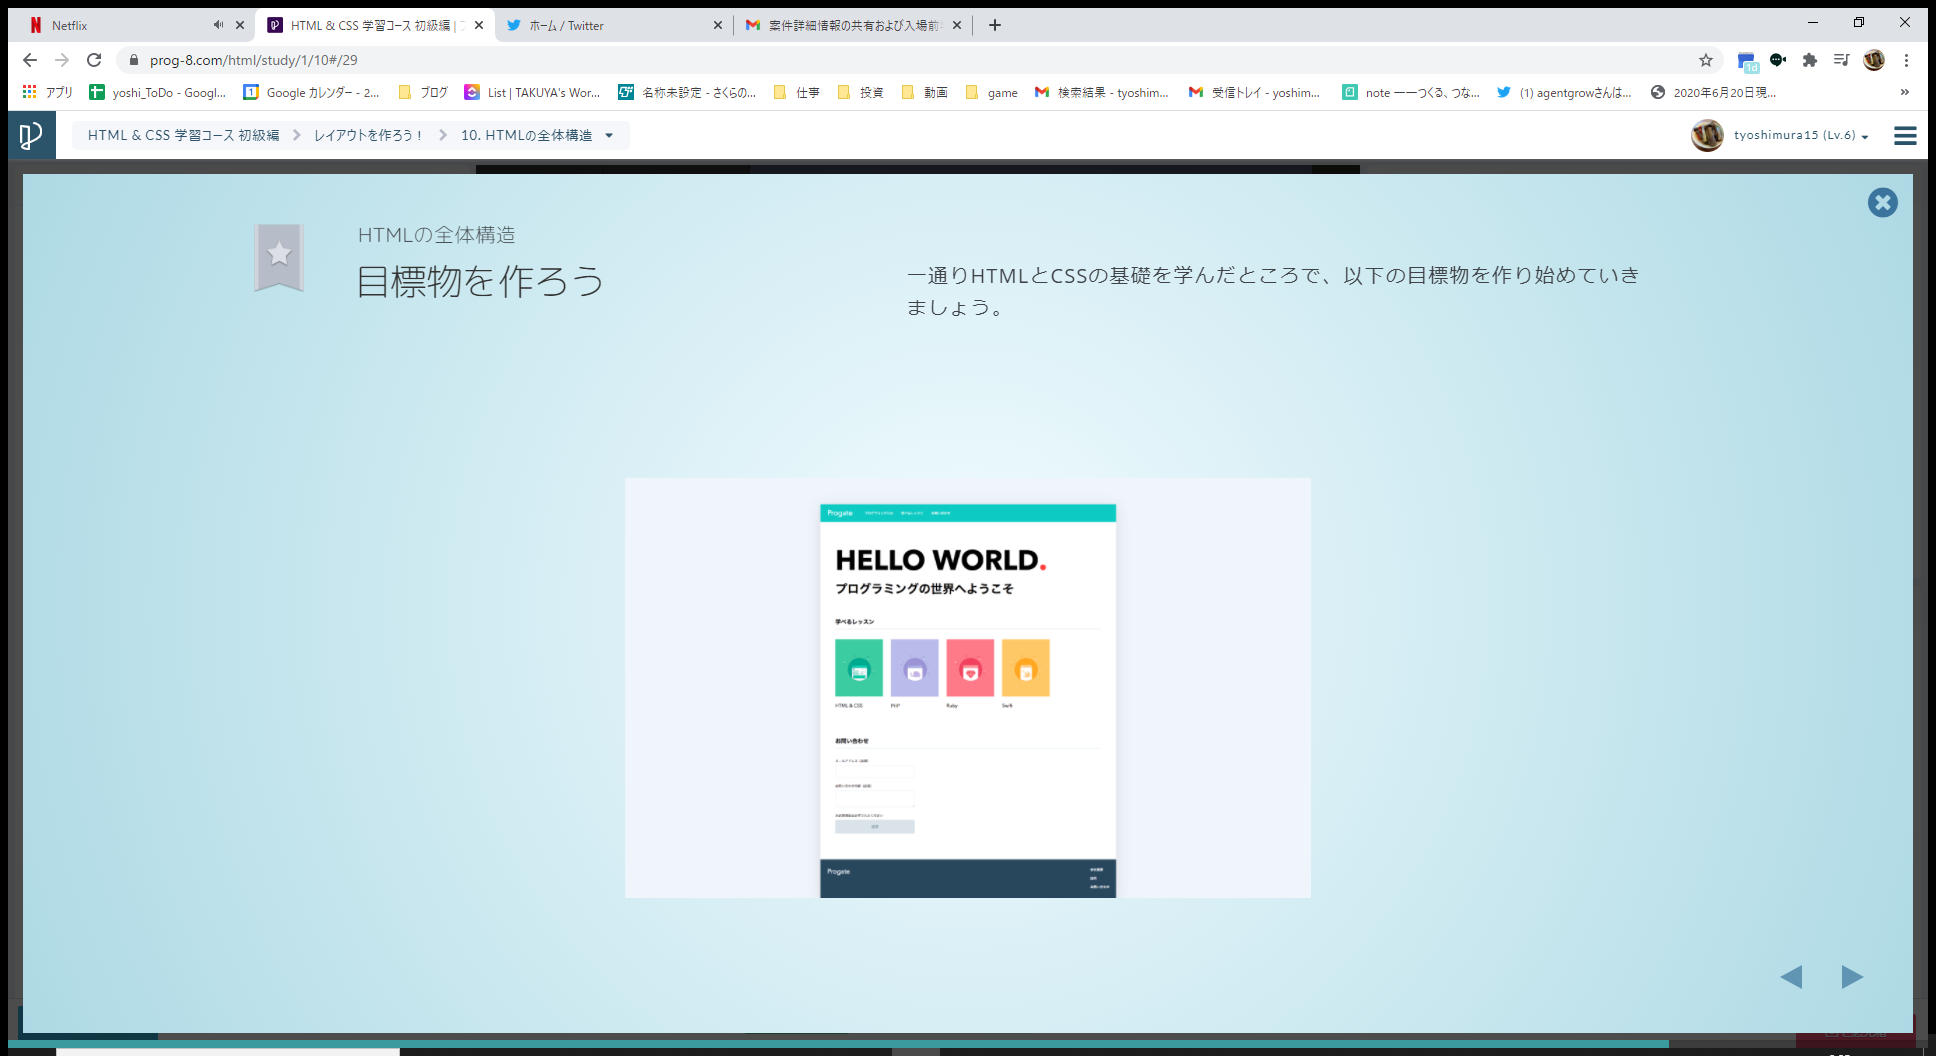 Netflix
HTML & CSS 学習コース 初級編 |
ホーム / Twitter
案件詳細情報の共有および入場前
prog-8.com/html/study/1/10#/29
1d
アプリ
yoshi_ToDo - Googl...
Google カレンダー - 2...
ブログ
List | TAKUYA's Wor...
名称未設定 - さくらの...
仕事
投資
動画
game
検索結果 - tyoshim...
受信トレイ - yoshim...
note ――つくる、つな...
(1) agentgrowさんは...
2020年6月20日現...
»
HTML & CSS 学習コース 初級編
レイアウトを作ろう！
10. HTMLの全体構造
tyoshimura15 (Lv.6)
HTMLの全体構造
目標物を作ろう
一通りHTMLとCSSの基礎を学んだところで、以下の目標物を作り始めていき
ましょう。
Progate
HELLO WORLD.
プログラミングの世界へようこそ
学べるレッスン
HTML & CSS
PHP
Ruby
Swift
お問い合わせ
Progate